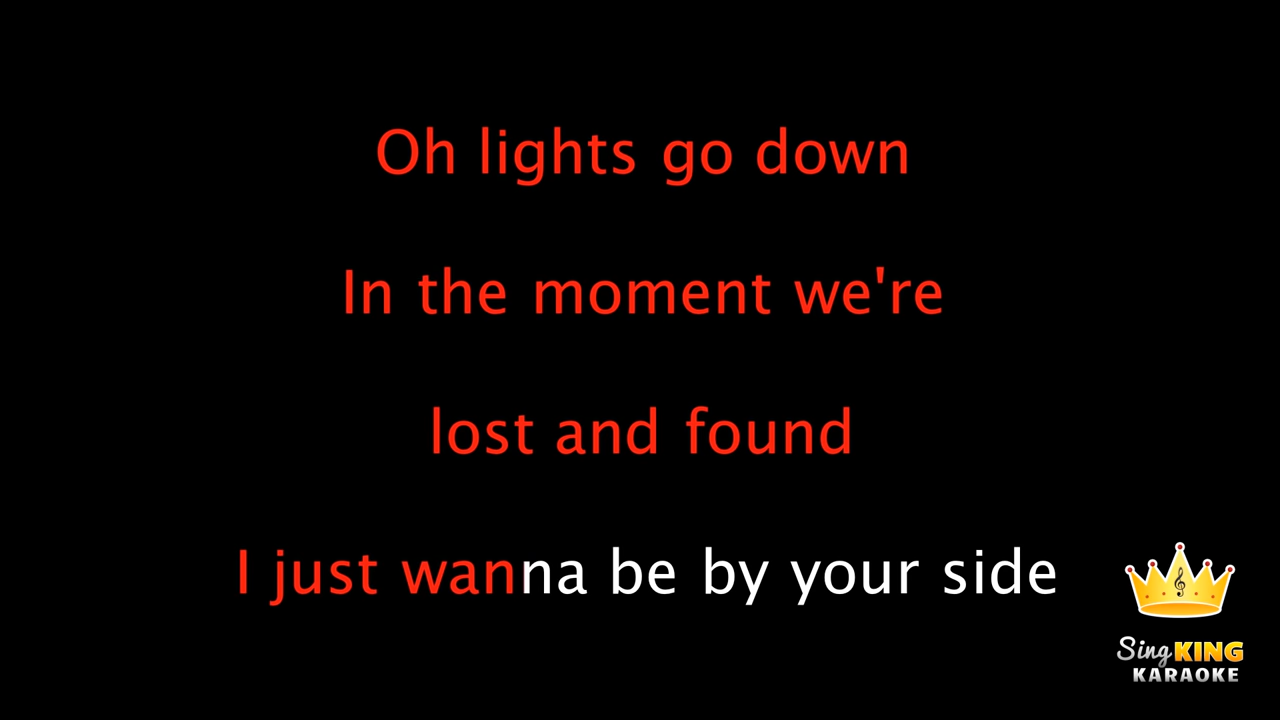 Oh lights go down
In the moment we're
lost and found
I just wanna be by your side
Sing KING
KARAOKE